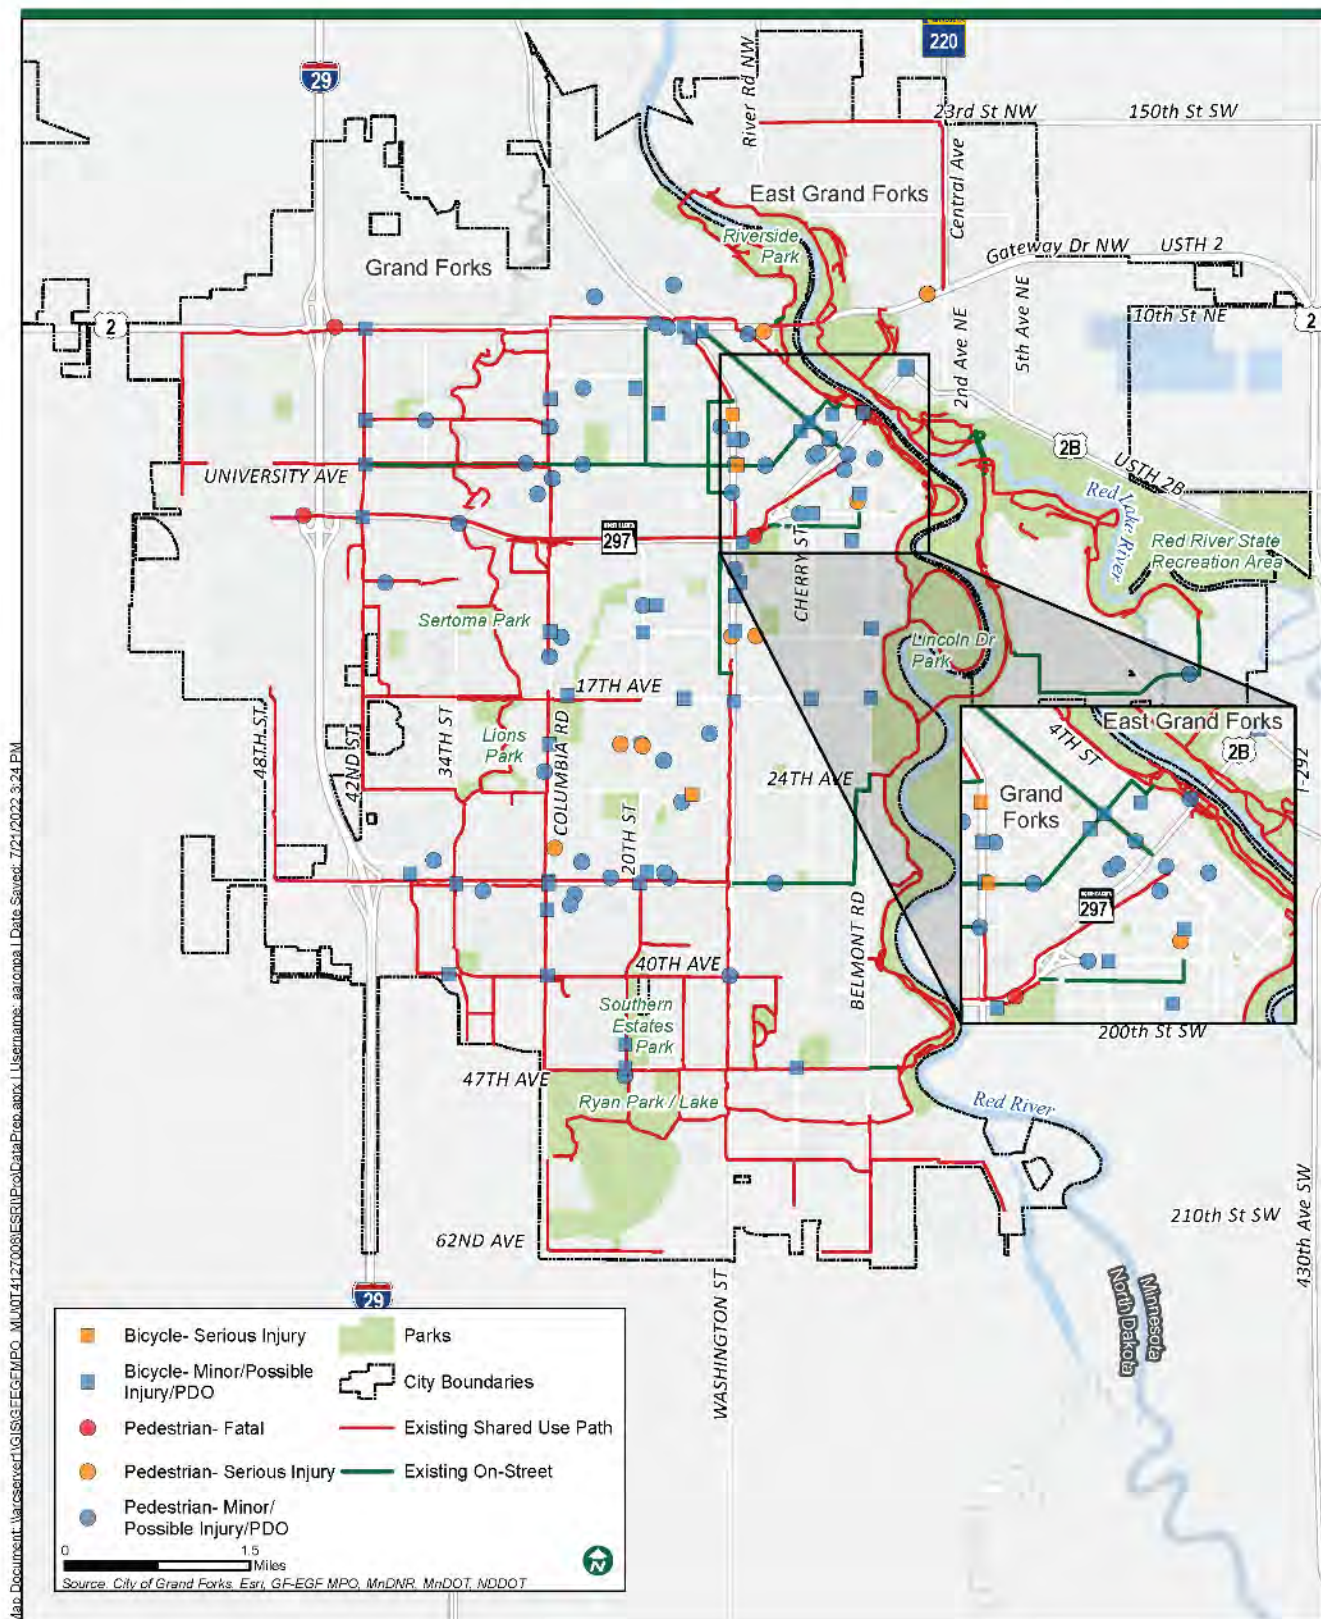 220
29
River Rd NW
23rd St NW
150th St SW
Central Ave
East Grand Forks
Riverside
Park
Gateway Dr NW
USTH 2
Grand Forks
5th Ave NE
10th St NE
2
2
2nd Ave NE
2B
USTH 2B
UNIVERSITY AVE
Red Lake River
297
CHERRY ST
Red River State
Recreation Area
Sertoma Park
Lincoln Dr
Park
17TH AVE
48TH ST
42ND ST
34TH ST
Lions
Park
COLUMBIA RD
20TH ST
24TH AVE
East Grand Forks
2B
4TH ST
Grand
Forks
297
BELMONT RD
40TH AVE
Southern
Estates
Park
200th St SW
47TH AVE
Ryan Park / Lake
Red River
210th St SW
430th Ave SW
62ND AVE
WASHINGTON ST
Minnesota
North Dakota
29
Bicycle- Serious Injury
Bicycle- Minor/Possible
Injury/PDO
Pedestrian- Fatal
Pedestrian- Serious Injury
Pedestrian- Minor/
Possible Injury/PDO
Parks
City Boundaries
Existing Shared Use Path
Existing On-Street
0
1.5
Miles
N
Source: City of Grand Forks, Esri, GF-EGF MPO, MnDNR, MnDOT, NDDOT
Date Saved: 7/21/2022 3:24 PM